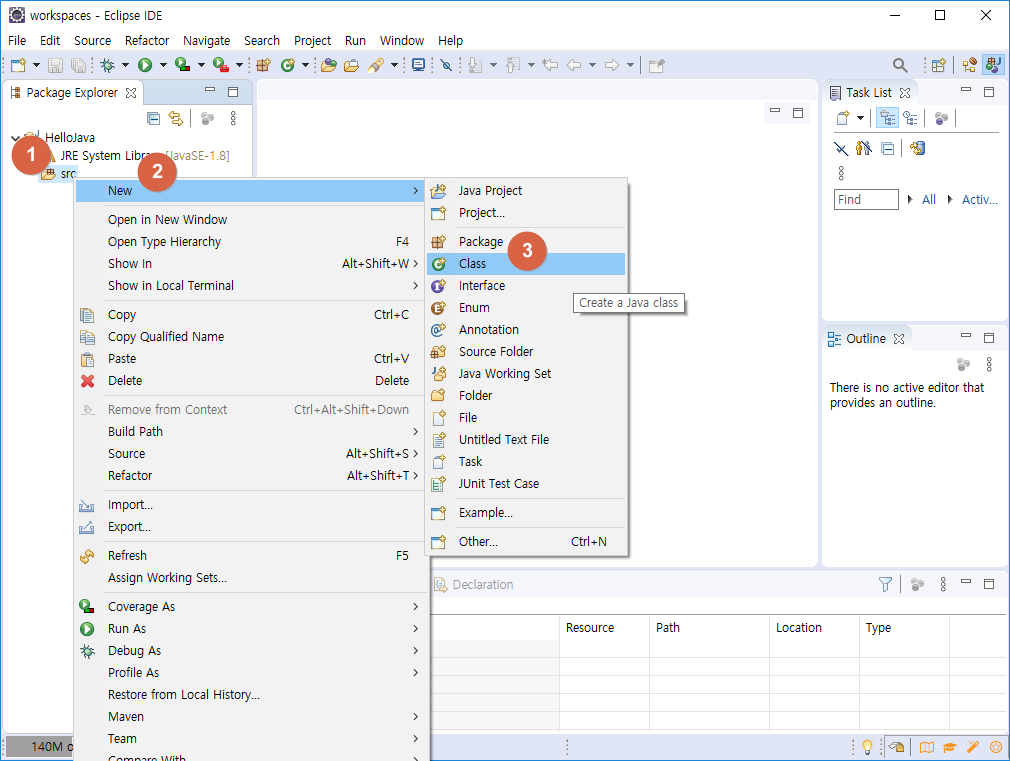 workspaces - Eclipse IDE
File Edit Source Refactor Navigate Search Project Run Window Help
Package Explorer
HelloJava
1
JRE System Libra [JavaSE-1.8]
src
2
New
Open in New Window
Open Type Hierarchy F4
Show In Alt+Shift+W
Show in Local Terminal
Copy Ctrl+C
Copy Qualified Name
Paste Ctrl+V
Delete Delete
Remove from Context Ctrl+Alt+Shift+Down
Build Path
Source Alt+Shift+S
Refactor Alt+Shift+T
Import...
Export...
Refresh F5
Assign Working Sets...
Coverage As
Run As
Debug As
Profile As
Restore from Local History...
Maven
Team
Compare With
Java Project
Project...
Package
3
Class
Interface
Create a Java class
Enum
Annotation
Source Folder
Java Working Set
Folder
File
Untitled Text File
Task
JUnit Test Case
Example...
Other... Ctrl+N
Task List
Find All Activ...
Outline
There is no active editor that
provides an outline.
Declaration
Resource Path Location Type
140M o